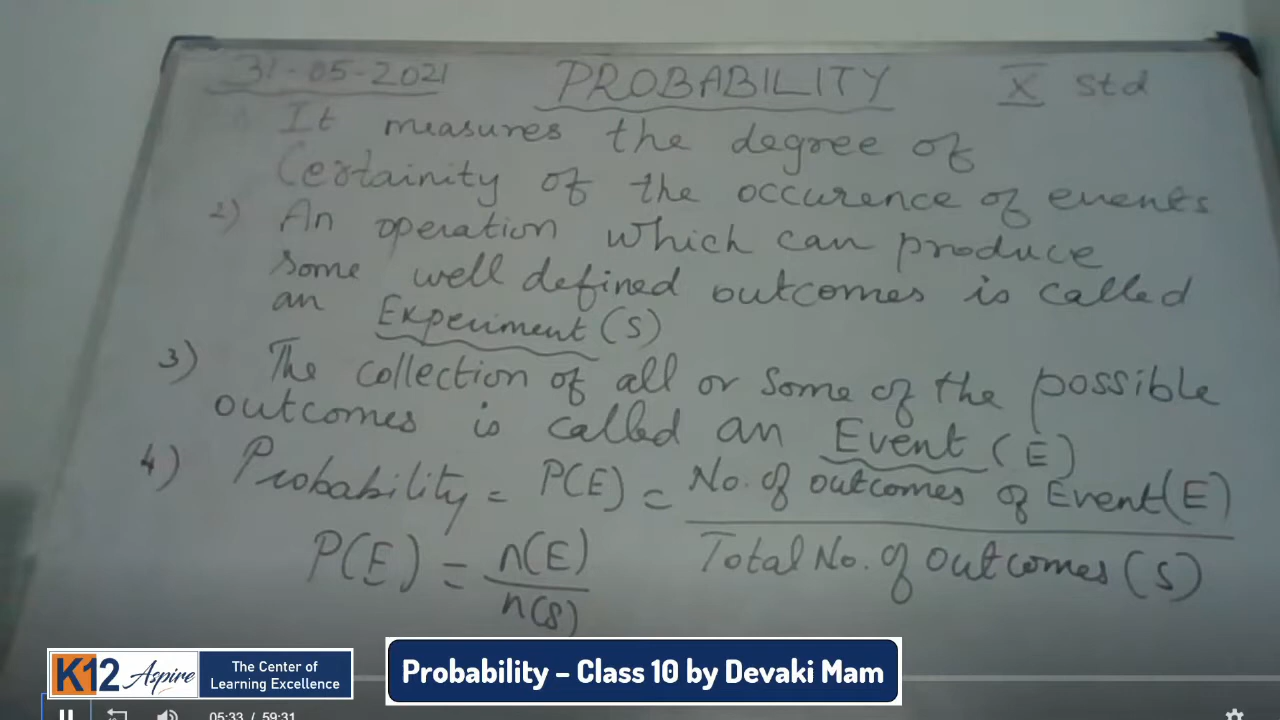 31-05-2021 PROBABILITY X Std
It measures the degree of
Certainity of the occurence of events
2) An operation which can produce
some well defined outcomes is called
an Experiment (S)
3) The collection of all or some of the possible
outcomes is called an Event (E)
4) Probability = P(E) = No. of outcomes of Event(E)
Total No. of outcomes (S)
P(E) = n(E)
n(S)
K12 Aspire
The Center of
Learning Excellence
Probability – Class 10 by Devaki Mam
05:33 / 59:31